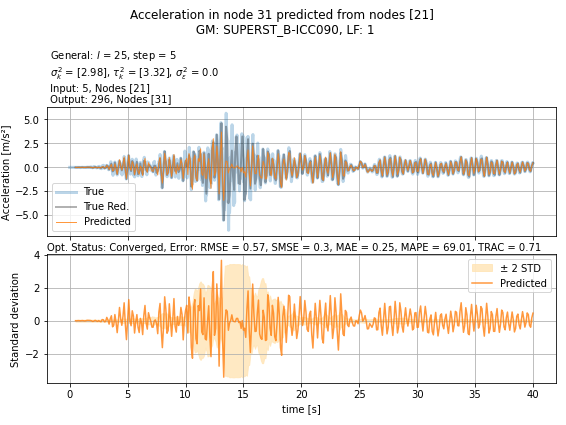 Acceleration in node 31 predicted from nodes [21]
GM: SUPERST_B-ICC090, LF: 1
General: l = 25, step = 5
σ²ₖ = [2.98], τ²ₖ = [3.32], σ²ε = 0.0
Input: 5, Nodes [21]
Output: 296, Nodes [31]
Acceleration [m/s²]
5.0
2.5
0.0
−2.5
−5.0
True
True Red.
Predicted
Opt. Status: Converged, Error: RMSE = 0.57, SMSE = 0.3, MAE = 0.25, MAPE = 69.01, TRAC = 0.71
Standard deviation
4
2
0
−2
± 2 STD
Predicted
0 5 10 15 20 25 30 35 40
time [s]